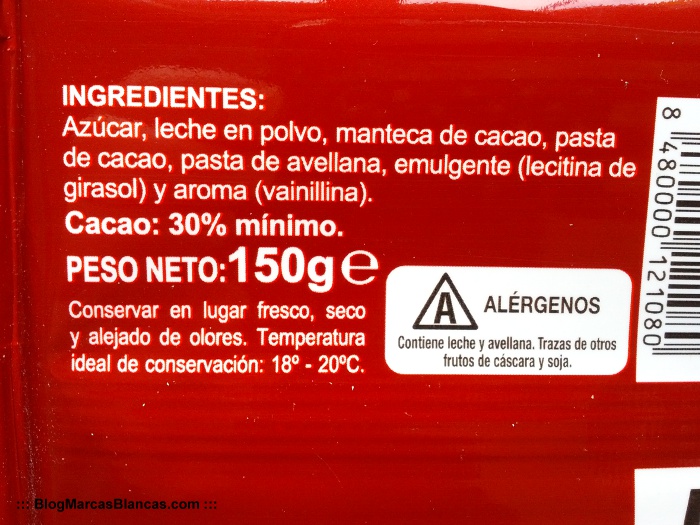 INGREDIENTES:
Azúcar, leche en polvo, manteca de cacao, pasta
de cacao, pasta de avellana, emulgente (lecitina de
girasol) y aroma (vainillina).
Cacao: 30% mínimo.
PESO NETO:150g℮
Conservar en lugar fresco, seco
y alejado de olores. Temperatura
ideal de conservación: 18º - 20ºC.
A ALÉRGENOS
Contiene leche y avellana. Trazas de otros
frutos de cáscara y soja.
8 480000 121080
::: BlogMarcasBlancas.com :::